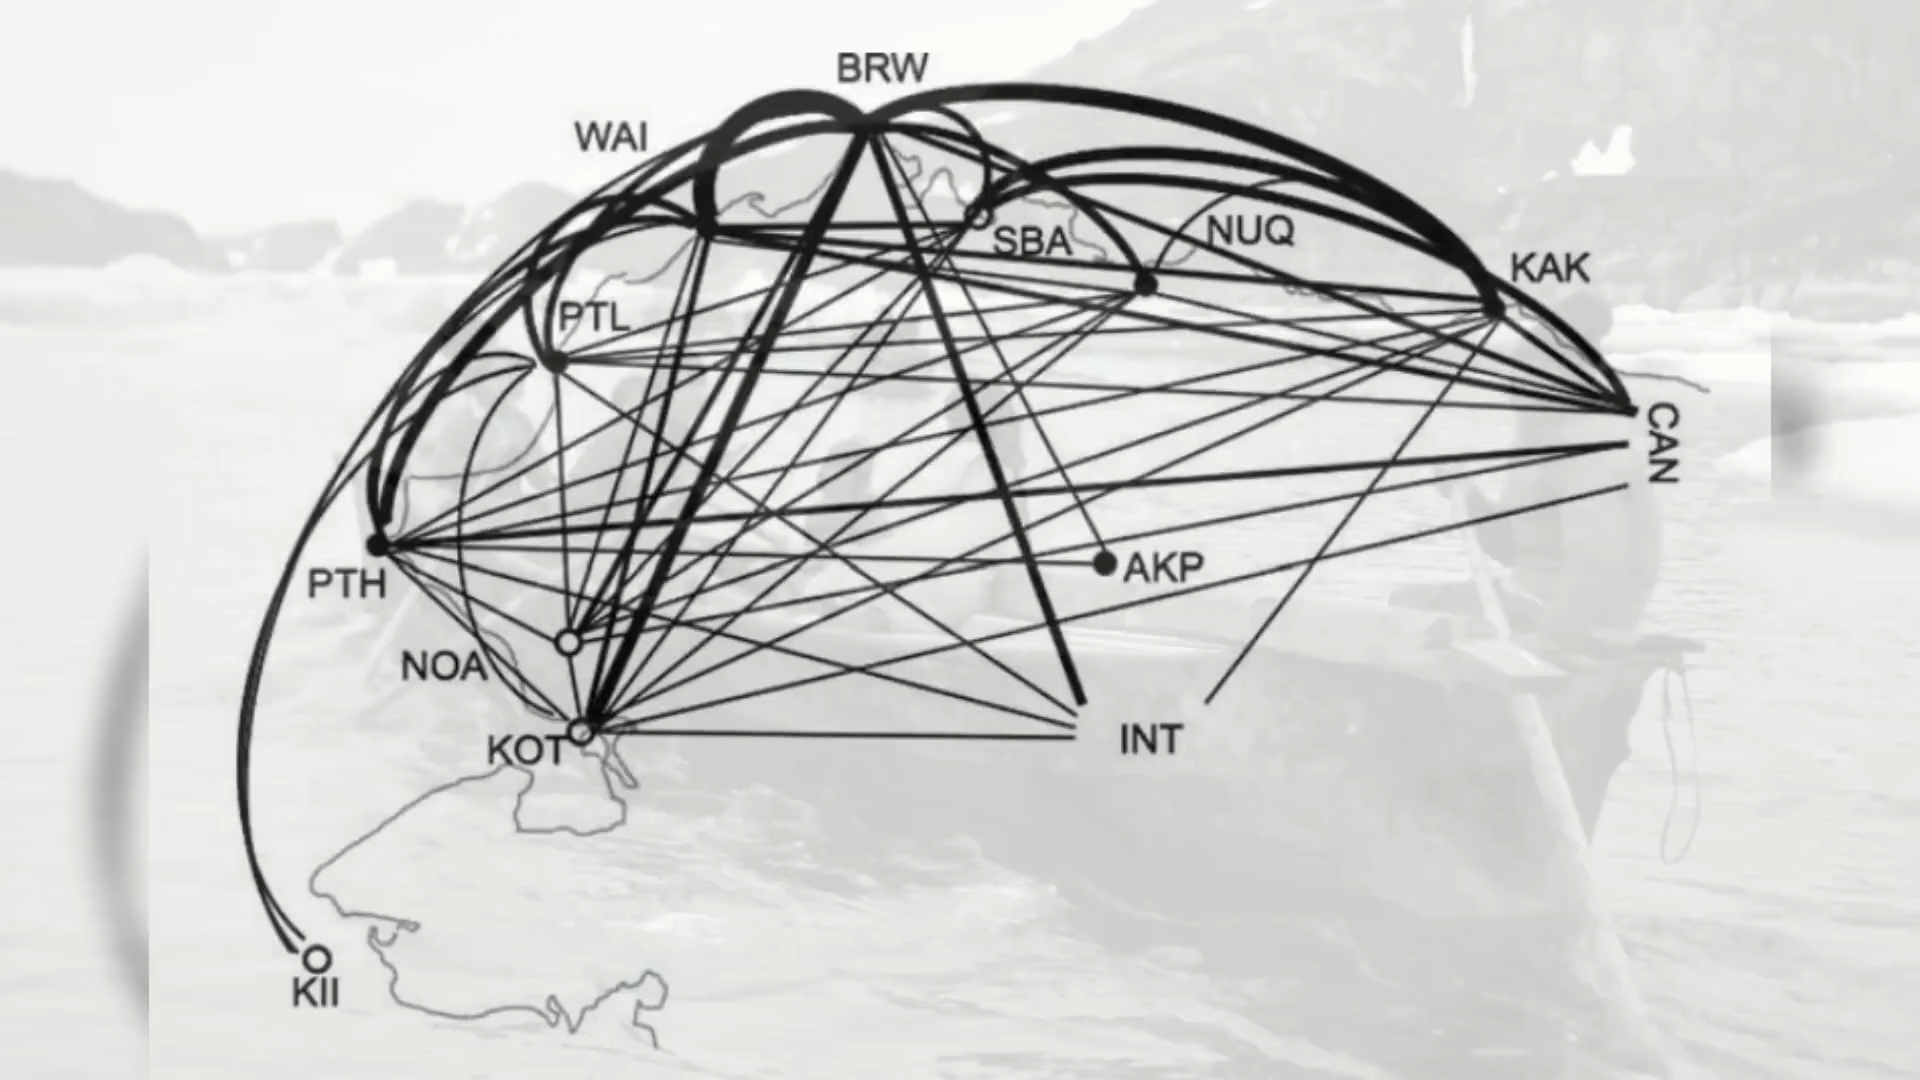 BRW
WAI
NUQ
SBA
KAK
PTL
CAN
AKP
PTH
NOA
KOT
INT
KII